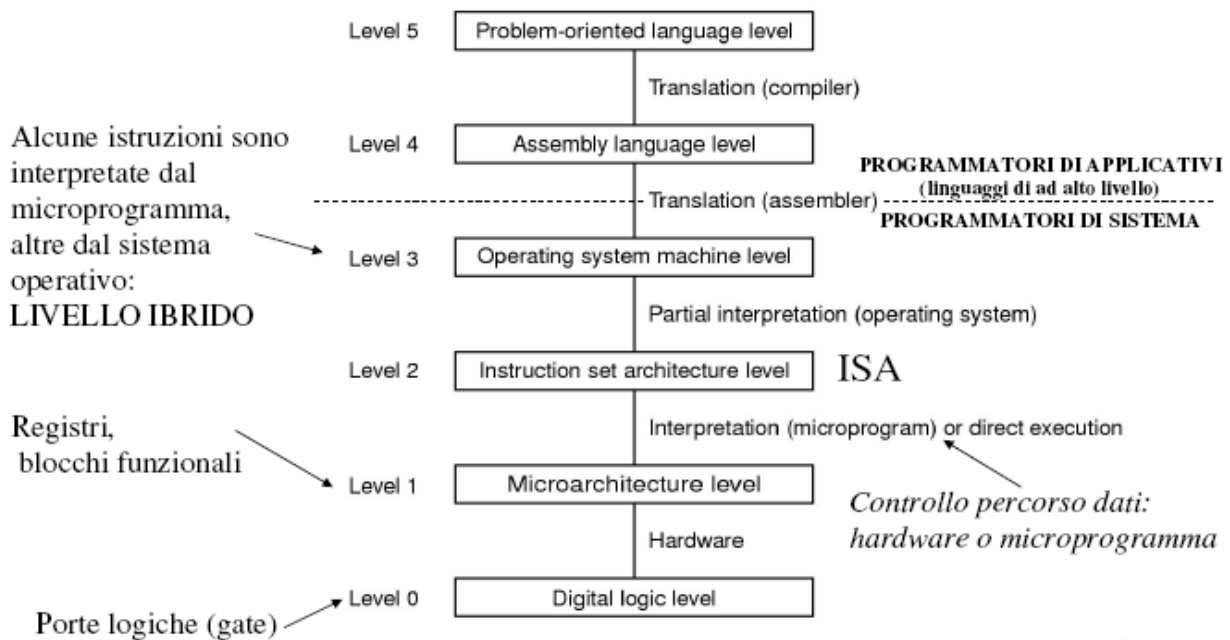 Level 5 Problem-oriented language level
Translation (compiler)
Alcune istruzioni sono
interpretate dal
microprogramma,
altre dal sistema
operativo:
LIVELLO IBRIDO
Level 4 Assembly language level
PROGRAMMATORI DI APPLICATIVI
(linguaggi di ad alto livello)
Translation (assembler)
PROGRAMMATORI DI SISTEMA
Level 3 Operating system machine level
Partial interpretation (operating system)
Level 2 Instruction set architecture level ISA
Registri,
blocchi funzionali
Interpretation (microprogram) or direct execution
Level 1 Microarchitecture level
Controllo percorso dati:
hardware o microprogramma
Hardware
Level 0 Digital logic level
Porte logiche (gate)